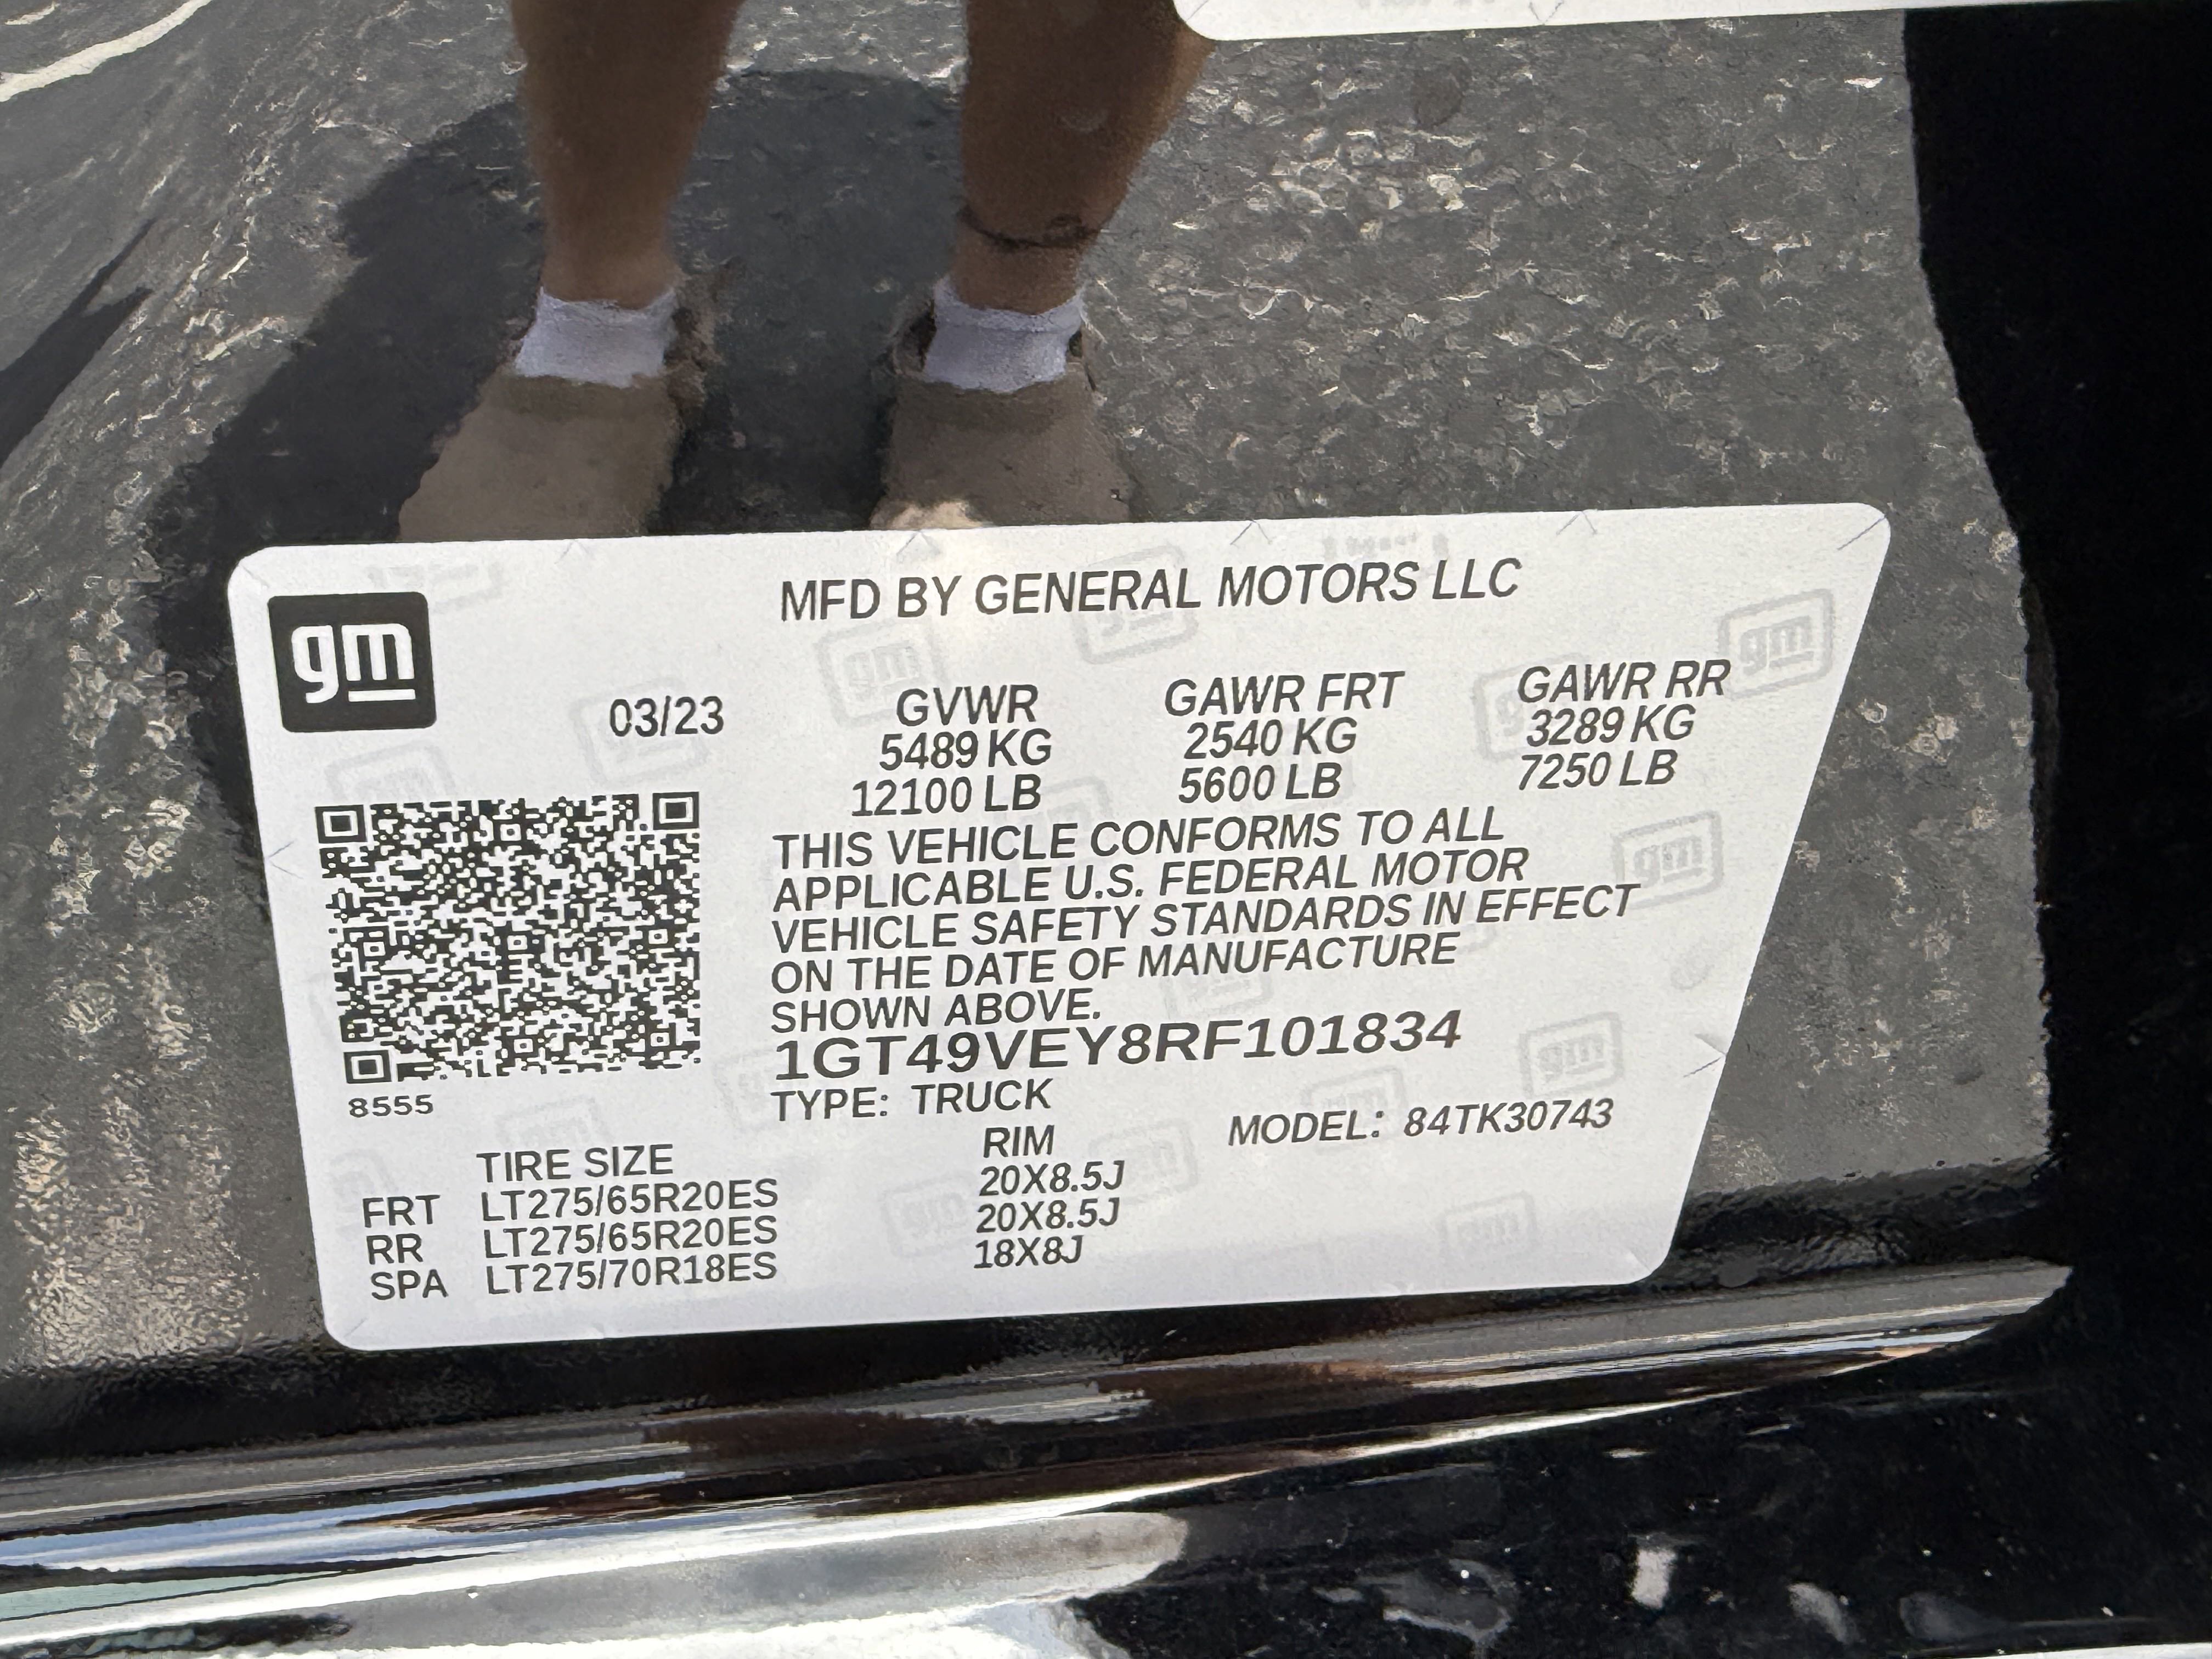 MFD BY GENERAL MOTORS LLC
gm
03/23 GVWR GAWR FRT GAWR RR
5489 KG 2540 KG 3289 KG
12100 LB 5600 LB 7250 LB
THIS VEHICLE CONFORMS TO ALL
APPLICABLE U.S. FEDERAL MOTOR
VEHICLE SAFETY STANDARDS IN EFFECT
ON THE DATE OF MANUFACTURE
SHOWN ABOVE.
1GT49VEY8RF101834
8555
TYPE: TRUCK MODEL: 84TK30743
TIRE SIZE RIM
FRT LT275/65R20ES 20X8.5J
RR LT275/65R20ES 20X8.5J
SPA LT275/70R18ES 18X8J